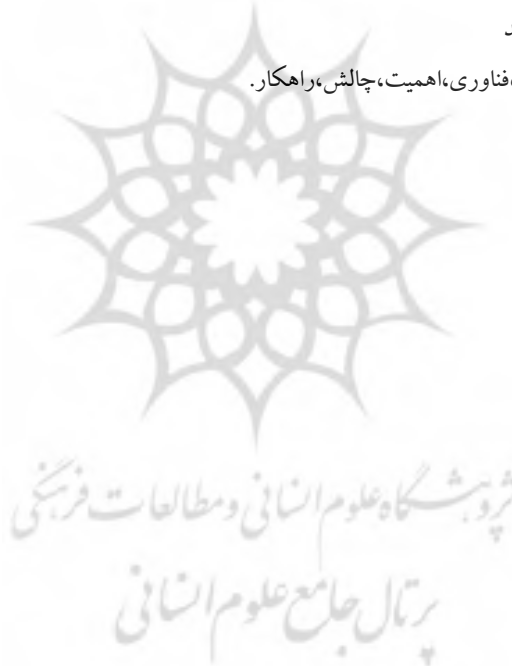 د
فناوری،اهمیت،چالش،راهکار.
پژوهشگاه علوم انسانی و مطالعات فرهنگی
پرتال جامع علوم انسانی